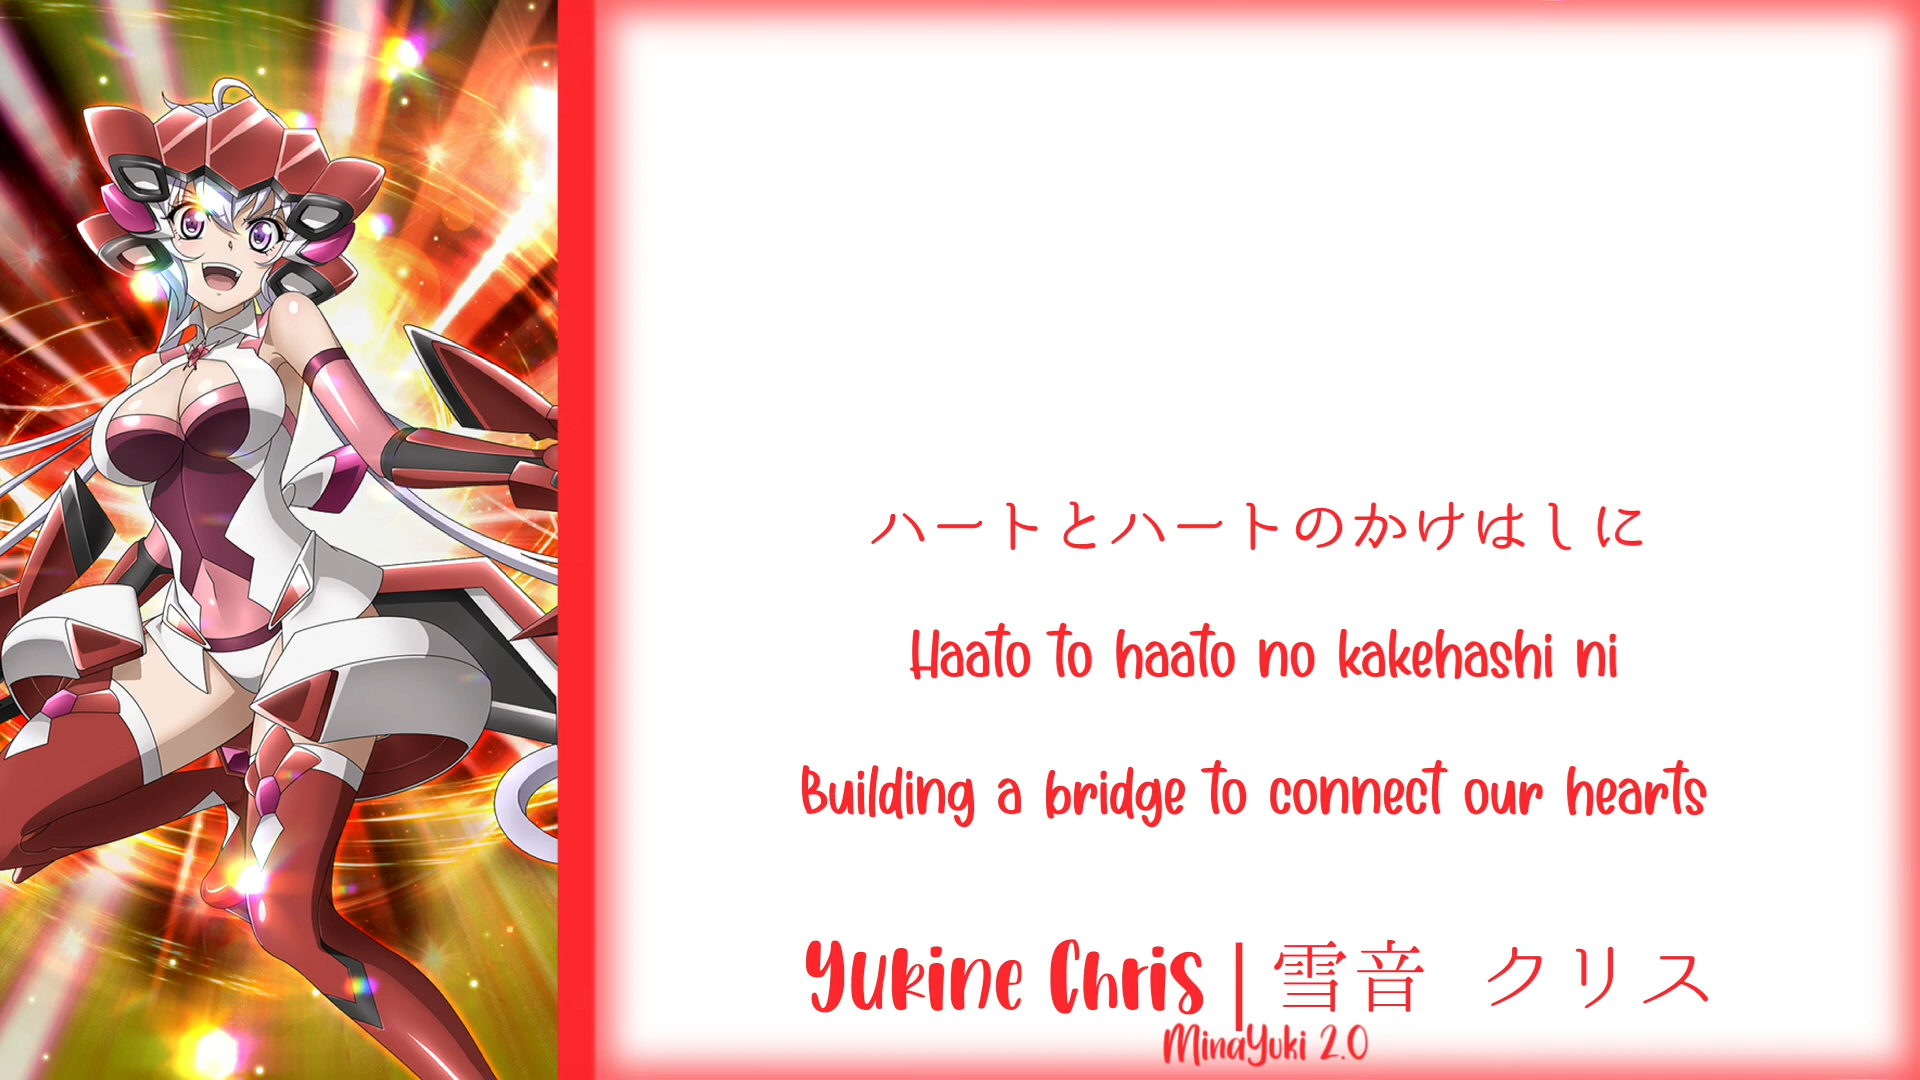 ハートとハートのかけはしに
Haato to haato no kakehashi ni
Building a bridge to connect our hearts
Yukine Chris | 雪音 クリス
MinaYuki 2.0